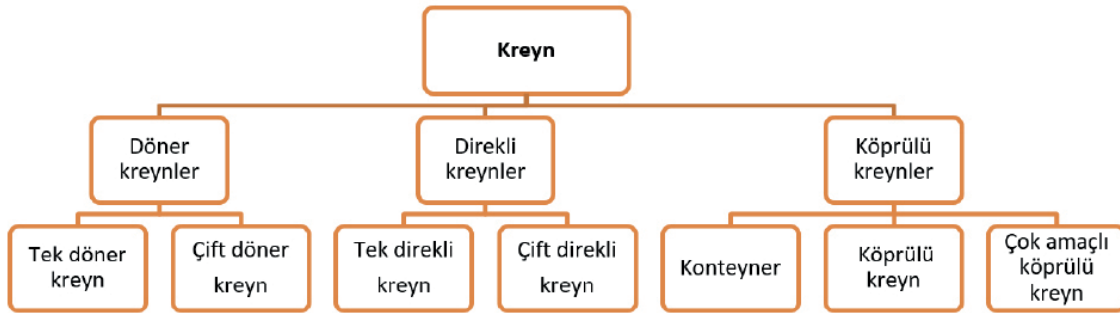 Kreyn
Döner
kreynler
Direkli
kreynler
Köprülü
kreynler
Tek döner
kreyn
Çift döner
kreyn
Tek direkli
kreyn
Çift direkli
kreyn
Konteyner
Köprülü
kreyn
Çok amaçlı
köprülü
kreyn